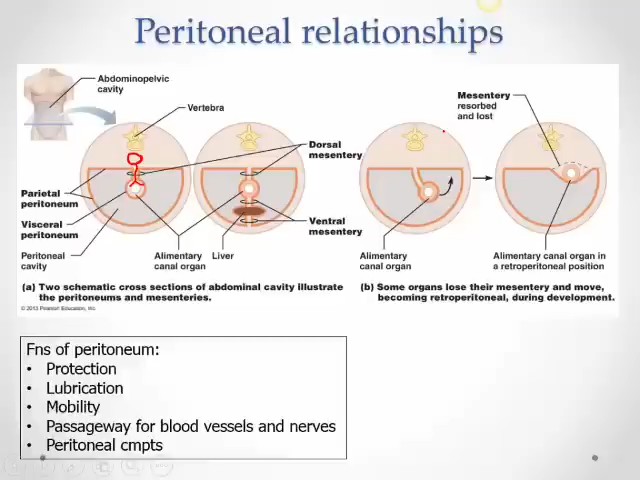 Peritoneal relationships
Abdominopelvic
cavity
Vertebra
Mesentery
resorbed
and lost
Dorsal
mesentery
Parietal
peritoneum
Visceral
peritoneum
Ventral
mesentery
Peritoneal
cavity
Alimentary
canal organ
Liver
Alimentary
canal organ
Alimentary canal organ in
a retroperitoneal position
(a) Two schematic cross sections of abdominal cavity illustrate
the peritoneums and mesenteries.
(b) Some organs lose their mesentery and move,
becoming retroperitoneal, during development.
© 2013 Pearson Education, Inc.
Fns of peritoneum:
• Protection
• Lubrication
• Mobility
• Passageway for blood vessels and nerves
• Peritoneal cmpts